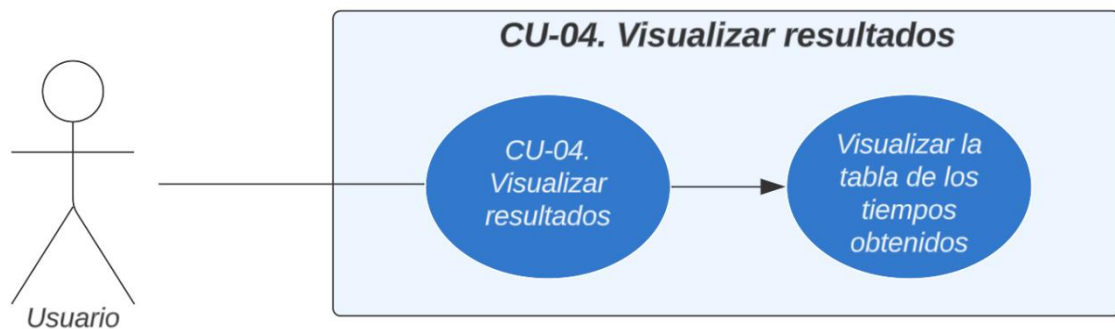 CU-04. Visualizar resultados
CU-04.
Visualizar
resultados
Visualizar la
tabla de los
tiempos
obtenidos
Usuario